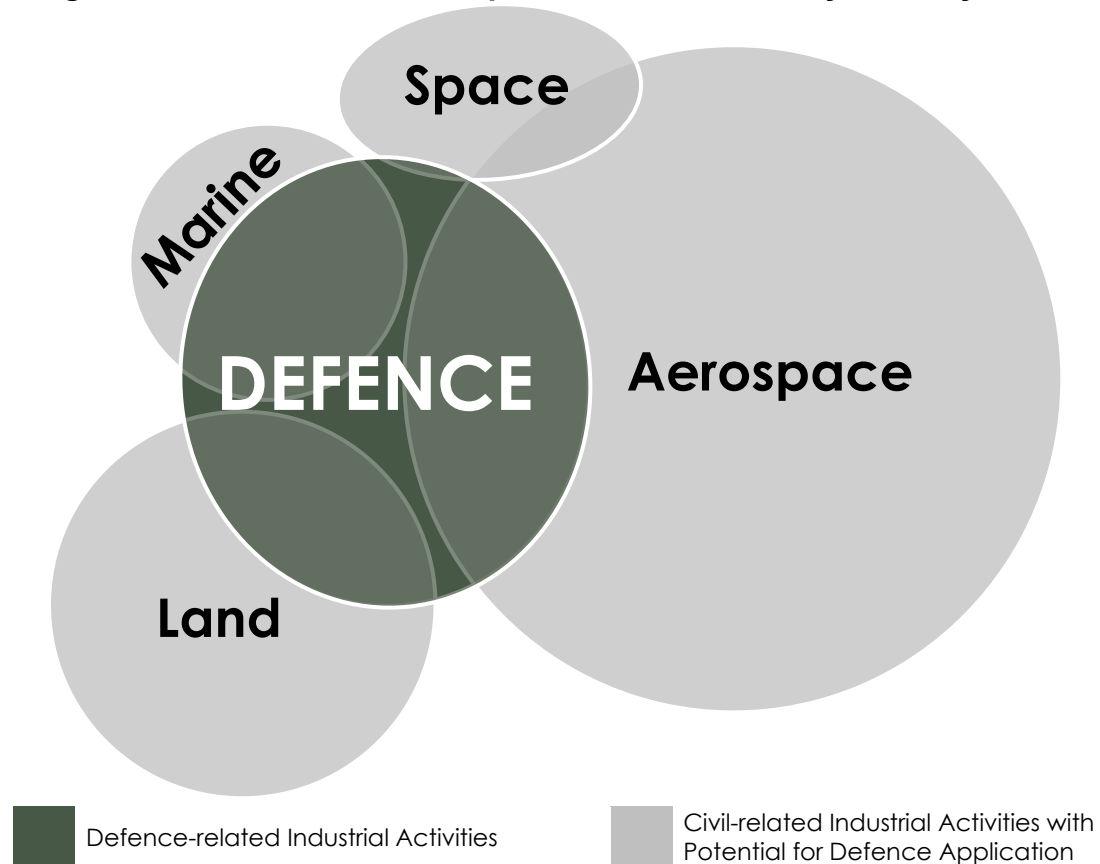 Space
Marine
DEFENCE
Aerospace
Land
Defence-related Industrial Activities
Civil-related Industrial Activities with
Potential for Defence Application